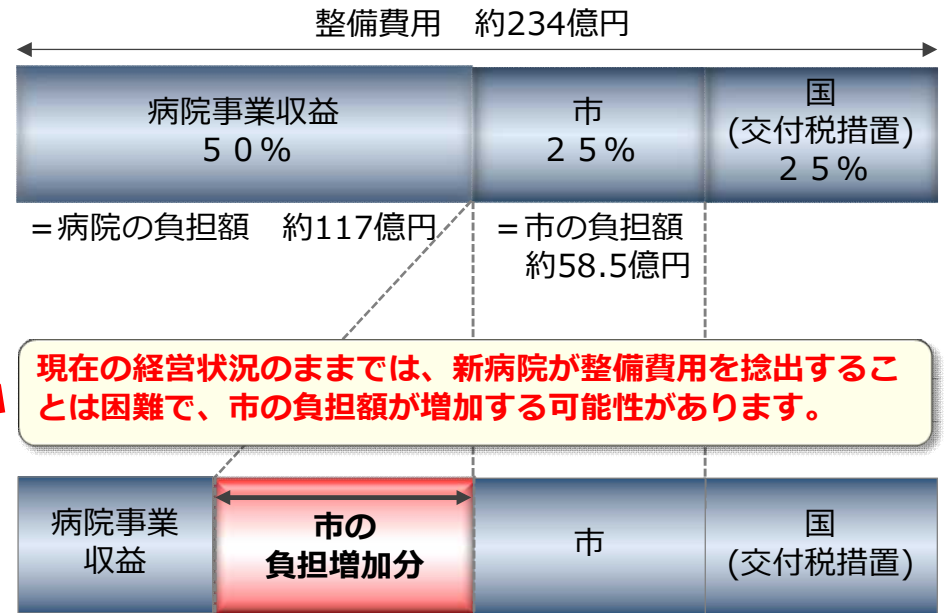 整備費用　約234億円
病院事業収益
５０%
市
２５%
国
(交付税措置)
２５%
＝病院の負担額　約117億円
＝市の負担額
約58.5億円
現在の経営状況のままでは、新病院が整備費用を捻出するこ
とは困難で、市の負担額が増加する可能性があります。
病院事業
収益
市の
負担増加分
市
国
(交付税措置)